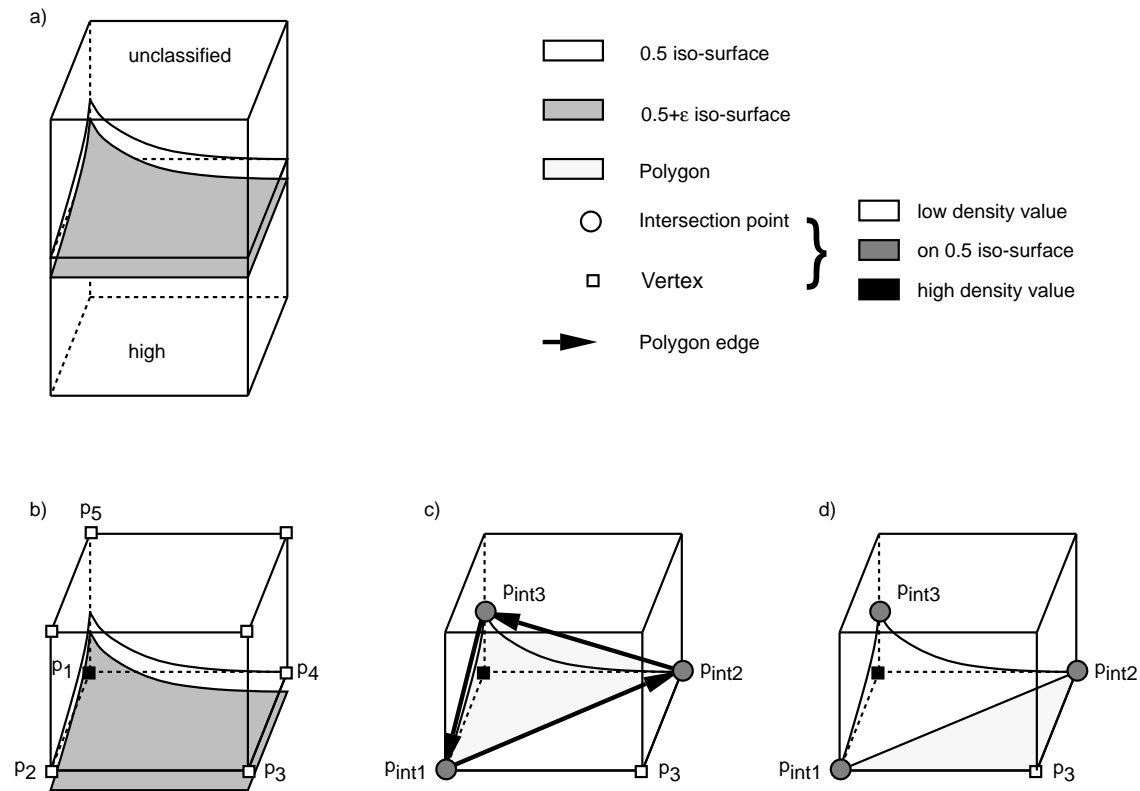 a)
unclassified
high
0.5 iso-surface
0.5+ε iso-surface
Polygon
Intersection point
Vertex
Polygon edge
low density value
on 0.5 iso-surface
high density value
b)
p5
p1
p4
p2
p3
c)
pint3
pint2
pint1
p3
d)
pint3
pint2
pint1
p3